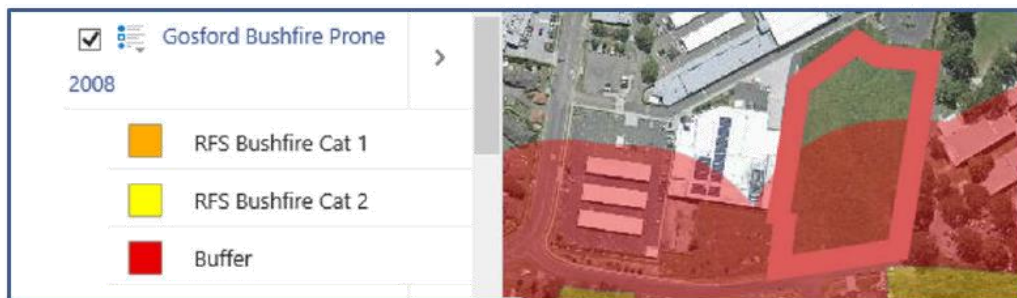 Gosford Bushfire Prone
2008
RFS Bushfire Cat 1
RFS Bushfire Cat 2
Buffer